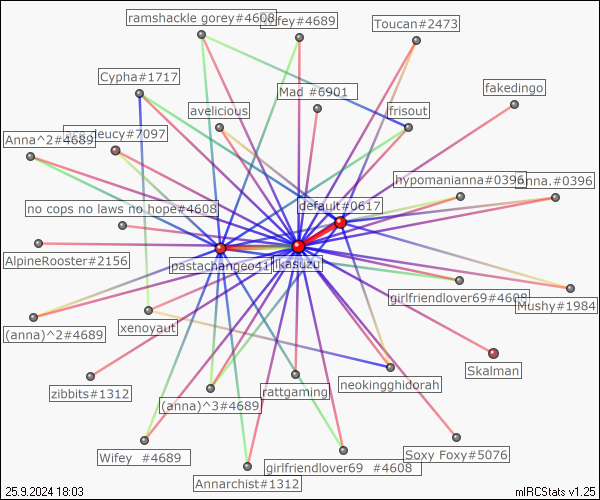 ramshackle gorey#4608
fey#4689
Toucan#2473
Cypha#1717
Mad #6901
fakedingo
avelicious
frisout
deucy#7097
Anna^2#4689
hypomanianna#0396
nna.#0396
no cops no laws no hope#4608
default#0617
AlpineRooster#2156
pastachangeo41
ikasuzu
girlfriendlover69#4608
Mushy#1984
(anna)^2#4689
xenoyaut
Skalman
zibbits#1312
rattgaming
neokingghidorah
(anna)^3#4689
Wifey #4689
Soxy Foxy#5076
girlfriendlover69 #4608
Annarchist#1312
25.9.2024 18:03
mIRCStats v1.25